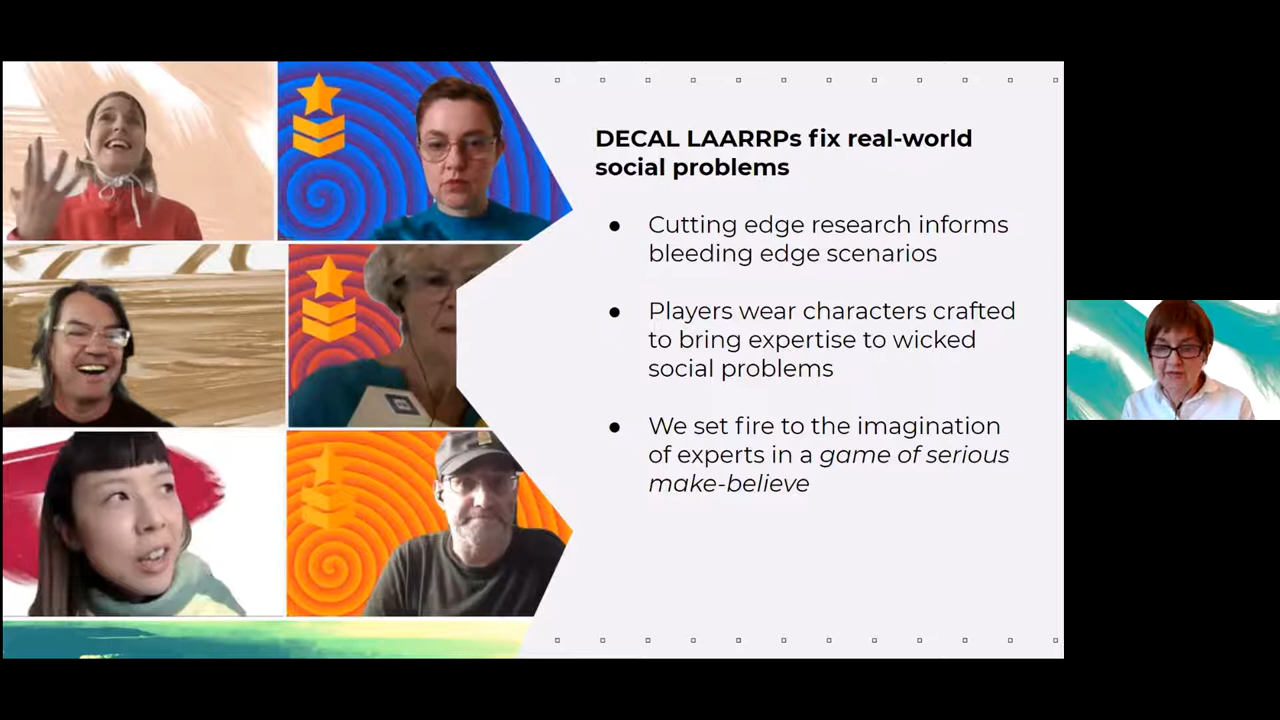 DECAL LAARRPs fix real-world
social problems
● Cutting edge research informs
bleeding edge scenarios
● Players wear characters crafted
to bring expertise to wicked
social problems
● We set fire to the imagination
of experts in a game of serious
make-believe